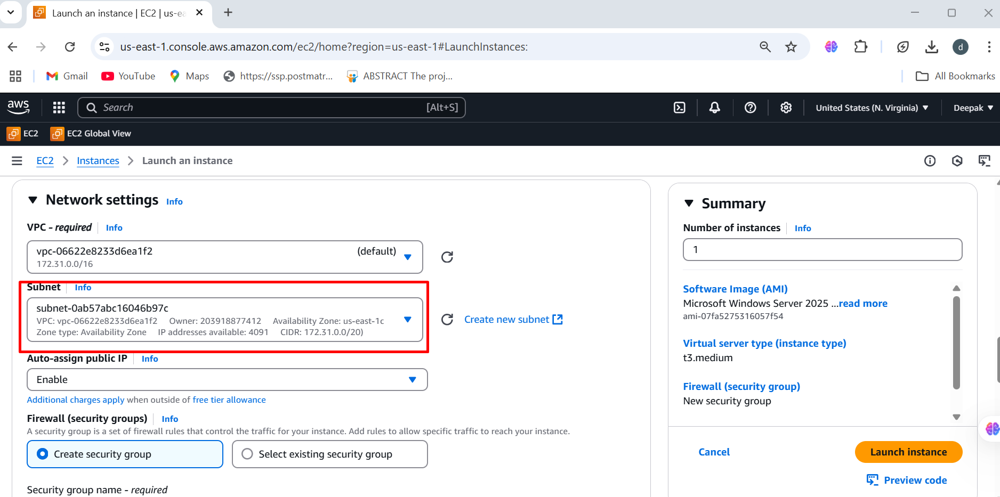 Launch an instance | EC2 | us-ea
us-east-1.console.aws.amazon.com/ec2/home?region=us-east-1#LaunchInstances:
d
Gmail YouTube Maps https://ssp.postmatr... ABSTRACT The proj... All Bookmarks
aws Search [Alt+S] United States (N. Virginia) Deepak
EC2 EC2 Global View
EC2 Instances Launch an instance
Network settings Info
VPC - required Info
vpc-06622e8233d6ea1f2 (default)
172.31.0.0/16
Subnet Info
subnet-0ab57abc16046b97c
VPC: vpc-06622e8233d6ea1f2 Owner: 203918877412 Availability Zone: us-east-1c
Zone type: Availability Zone IP addresses available: 4091 CIDR: 172.31.0.0/20)
Create new subnet
Auto-assign public IP Info
Enable
Additional charges apply when outside of free tier allowance
Firewall (security groups) Info
A security group is a set of firewall rules that control the traffic for your instance. Add rules to allow specific traffic to reach your instance.
Create security group Select existing security group
Security group name - required
Summary
Number of instances Info
1
Software Image (AMI)
Microsoft Windows Server 2025 ...read more
ami-07fa5275316057f54
Virtual server type (instance type)
t3.medium
Firewall (security group)
New security group
Cancel Launch instance
Preview code